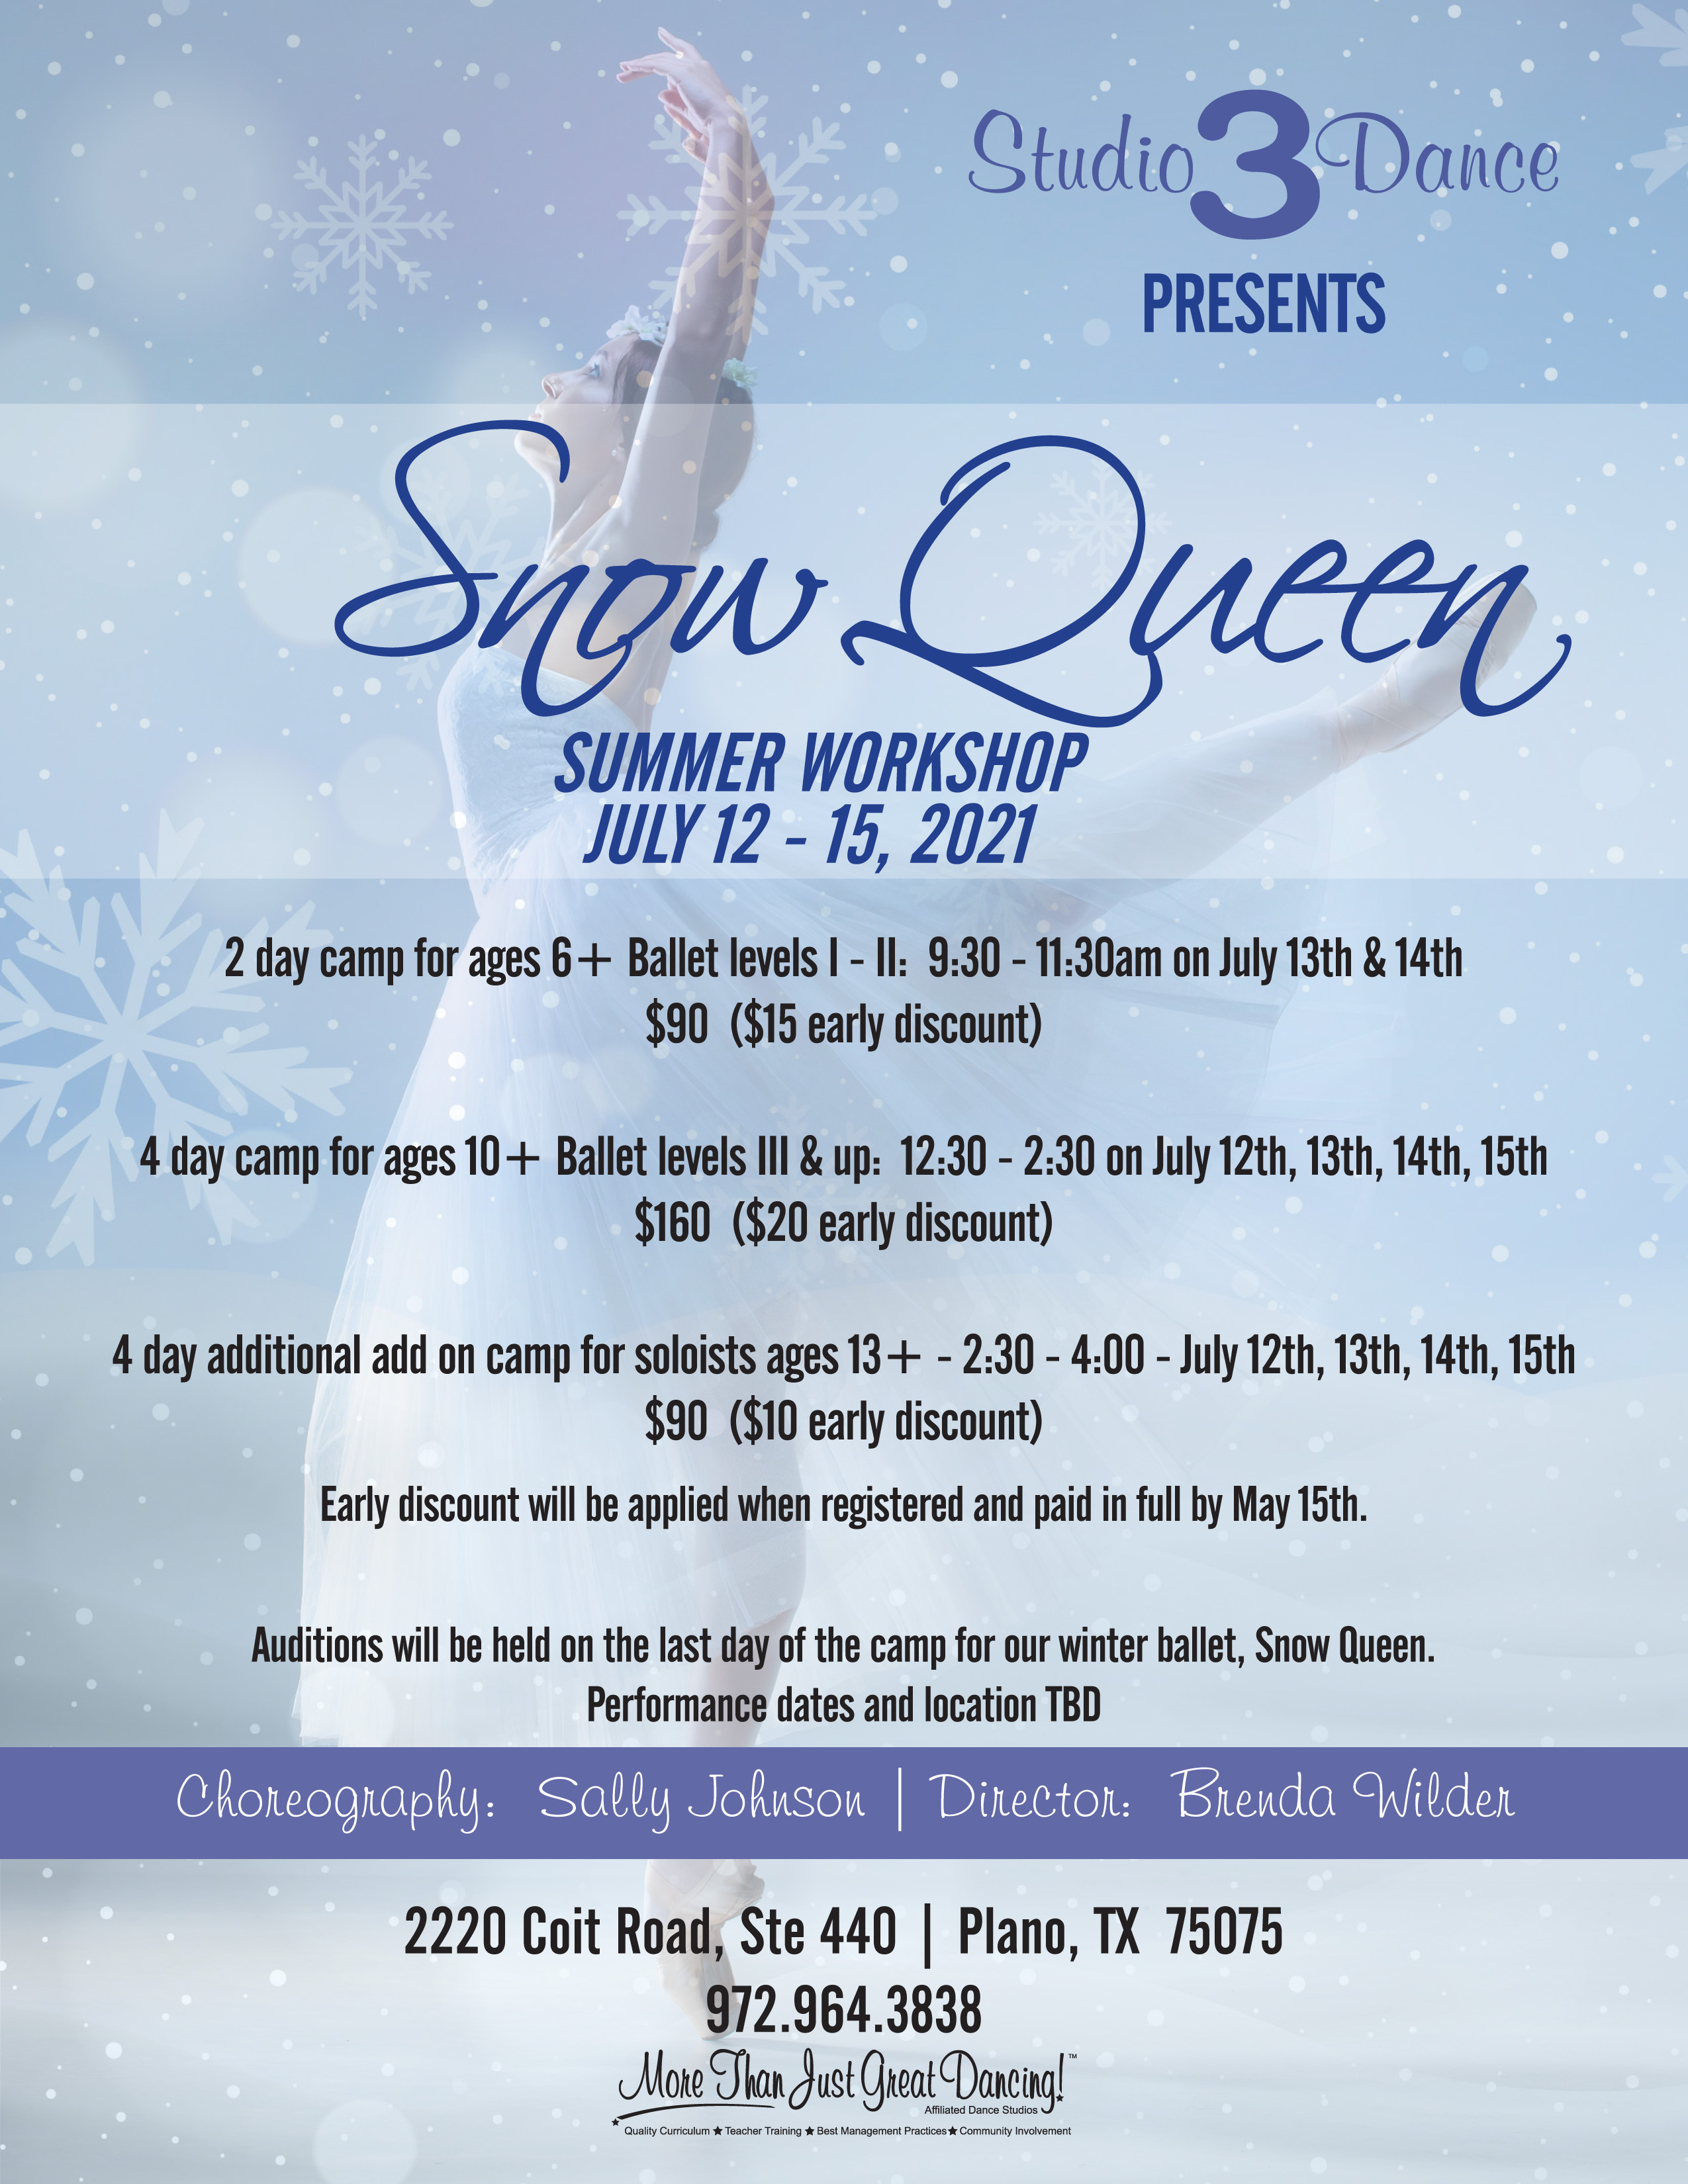 Studio 3 Dance
PRESENTS
Snow Queen
SUMMER WORKSHOP
JULY 12 - 15, 2021
2 day camp for ages 6+ Ballet levels I - II: 9:30 - 11:30am on July 13th & 14th
$90 ($15 early discount)
4 day camp for ages 10+ Ballet levels III & up: 12:30 - 2:30 on July 12th, 13th, 14th, 15th
$160 ($20 early discount)
4 day additional add on camp for soloists ages 13+ - 2:30 - 4:00 - July 12th, 13th, 14th, 15th
$90 ($10 early discount)
Early discount will be applied when registered and paid in full by May 15th.
Auditions will be held on the last day of the camp for our winter ballet, Snow Queen.
Performance dates and location TBD
Choreography: Sally Johnson | Director: Brenda Wilder
2220 Coit Road, Ste 440 | Plano, TX 75075
972.964.3838
More Than Just Great Dancing!™
Affiliated Dance Studios
★ Quality Curriculum ★ Teacher Training ★ Best Management Practices ★ Community Involvement